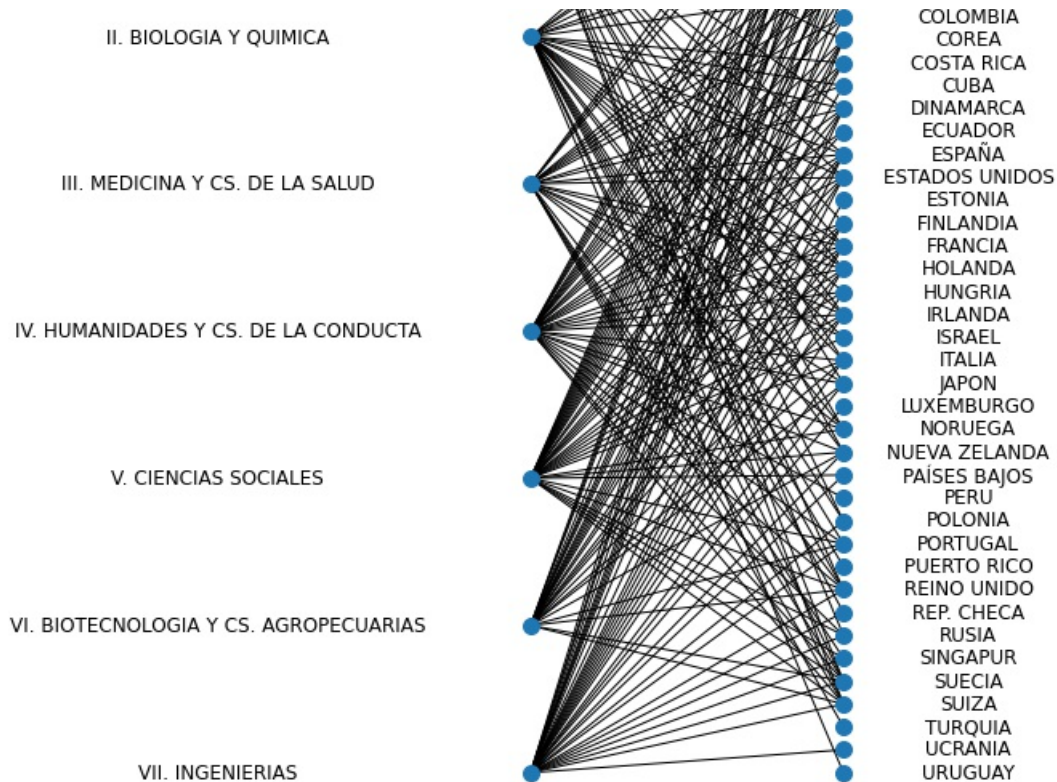 II. BIOLOGIA Y QUIMICA
III. MEDICINA Y CS. DE LA SALUD
IV. HUMANIDADES Y CS. DE LA CONDUCTA
V. CIENCIAS SOCIALES
VI. BIOTECNOLOGIA Y CS. AGROPECUARIAS
VII. INGENIERIAS
COLOMBIA
COREA
COSTA RICA
CUBA
DINAMARCA
ECUADOR
ESPAÑA
ESTADOS UNIDOS
ESTONIA
FINLANDIA
FRANCIA
HOLANDA
HUNGRIA
IRLANDA
ISRAEL
ITALIA
JAPON
LUXEMBURGO
NORUEGA
NUEVA ZELANDA
PAÍSES BAJOS
PERU
POLONIA
PORTUGAL
PUERTO RICO
REINO UNIDO
REP. CHECA
RUSIA
SINGAPUR
SUECIA
SUIZA
TURQUIA
UCRANIA
URUGUAY